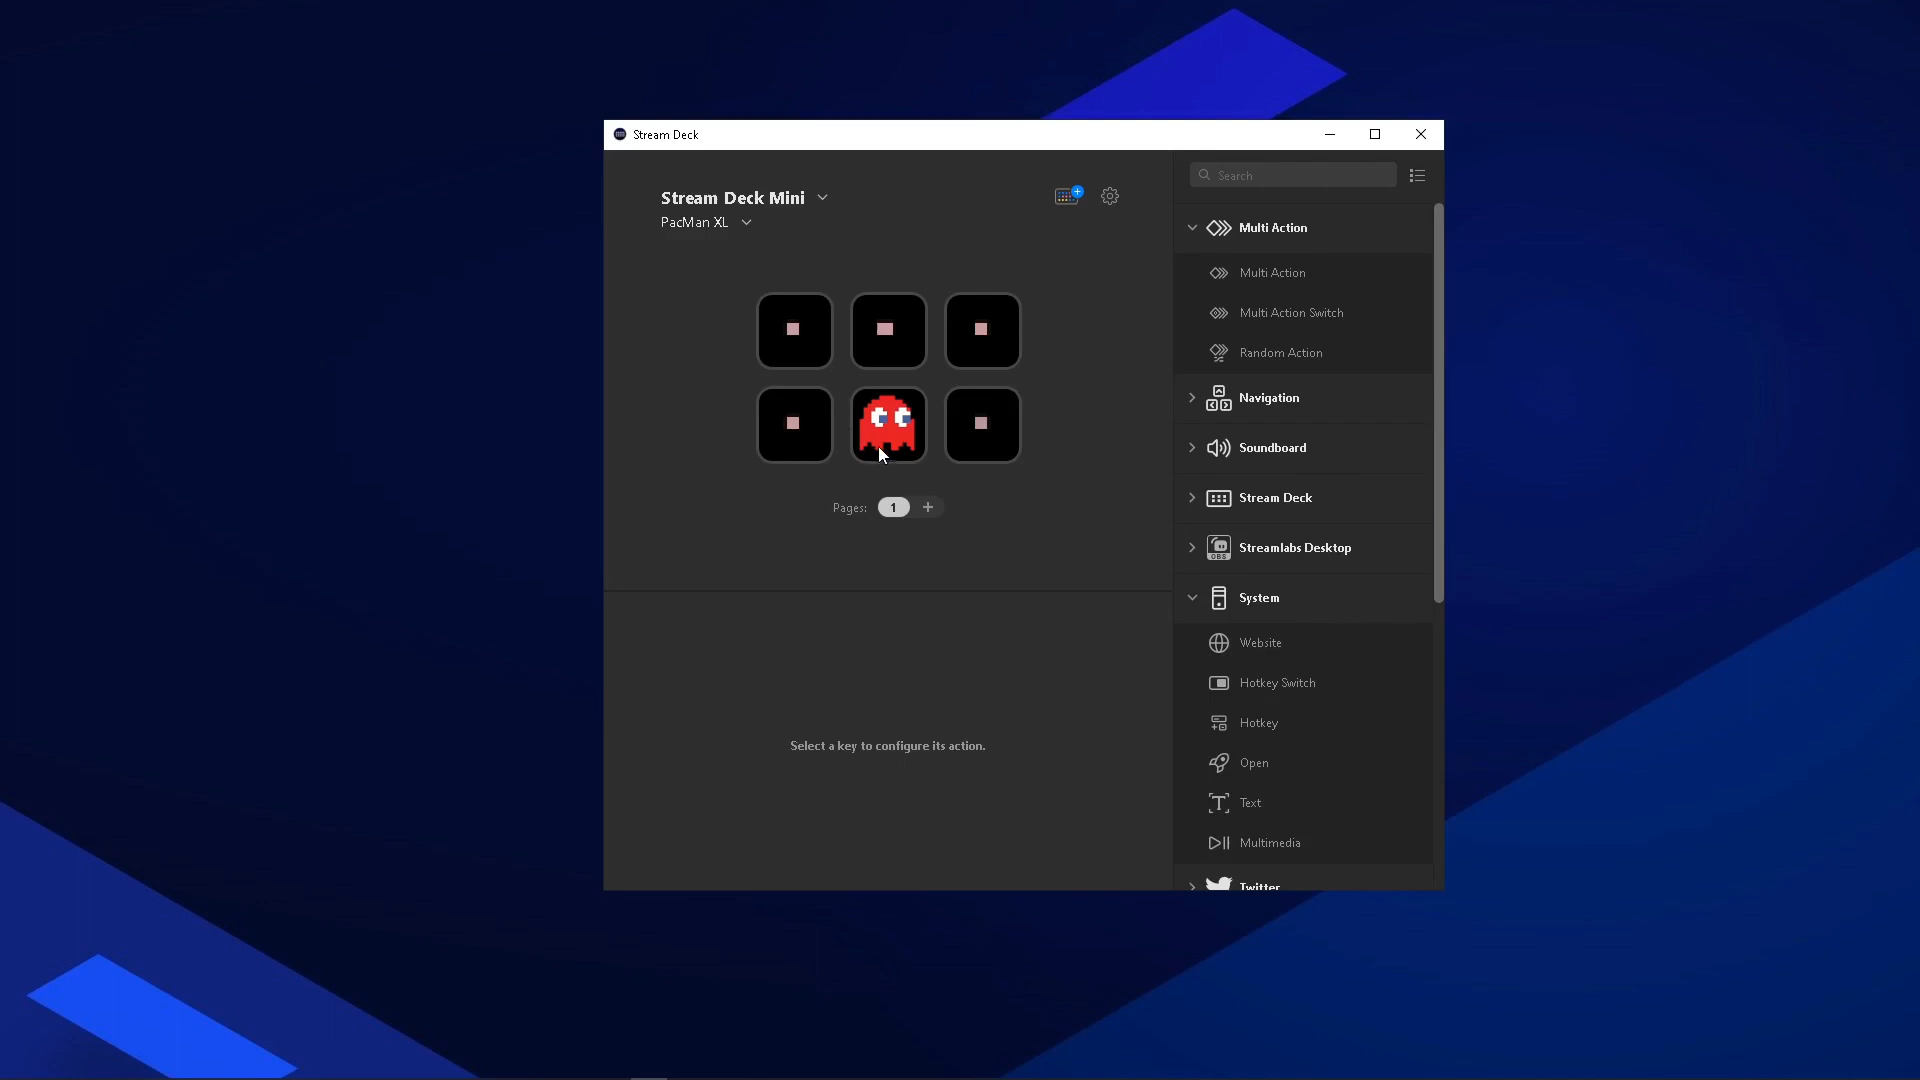 Stream Deck
Stream Deck Mini
PacMan XL
Pages:
1
+
Select a key to configure its action.
Search
Multi Action
Multi Action
Multi Action Switch
Random Action
Navigation
Soundboard
Stream Deck
OBS
Streamlabs Desktop
System
Website
Hotkey Switch
Hotkey
Open
Text
Multimedia
Twitter